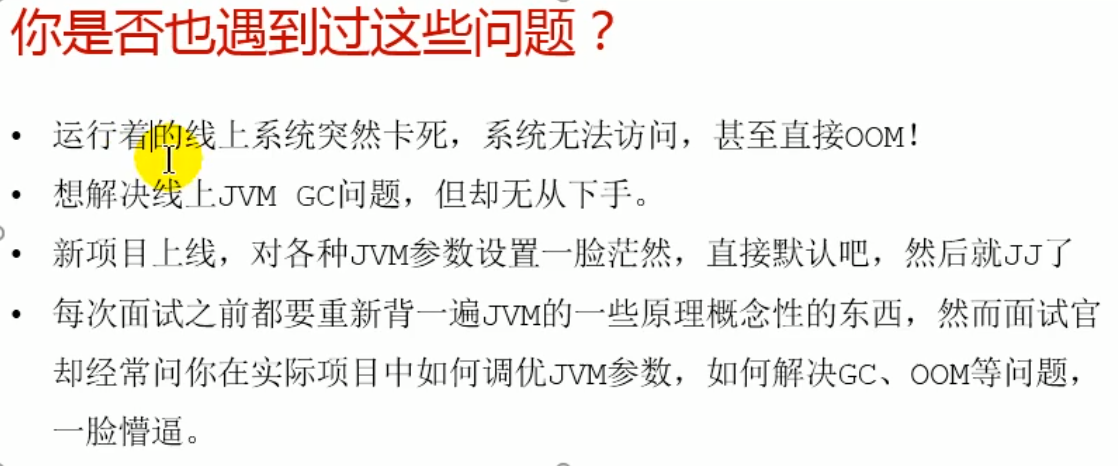 你是否也遇到过这些问题？
• 运行着的线上系统突然卡死，系统无法访问，甚至直接OOM！
• 想解决线上JVM GC问题，但却无从下手。
• 新项目上线，对各种JVM参数设置一脸茫然，直接默认吧，然后就JJ了
• 每次面试之前都要重新背一遍JVM的一些原理概念性的东西，然而面试官
却经常问你在实际项目中如何调优JVM参数，如何解决GC、OOM等问题，
一脸懵逼。